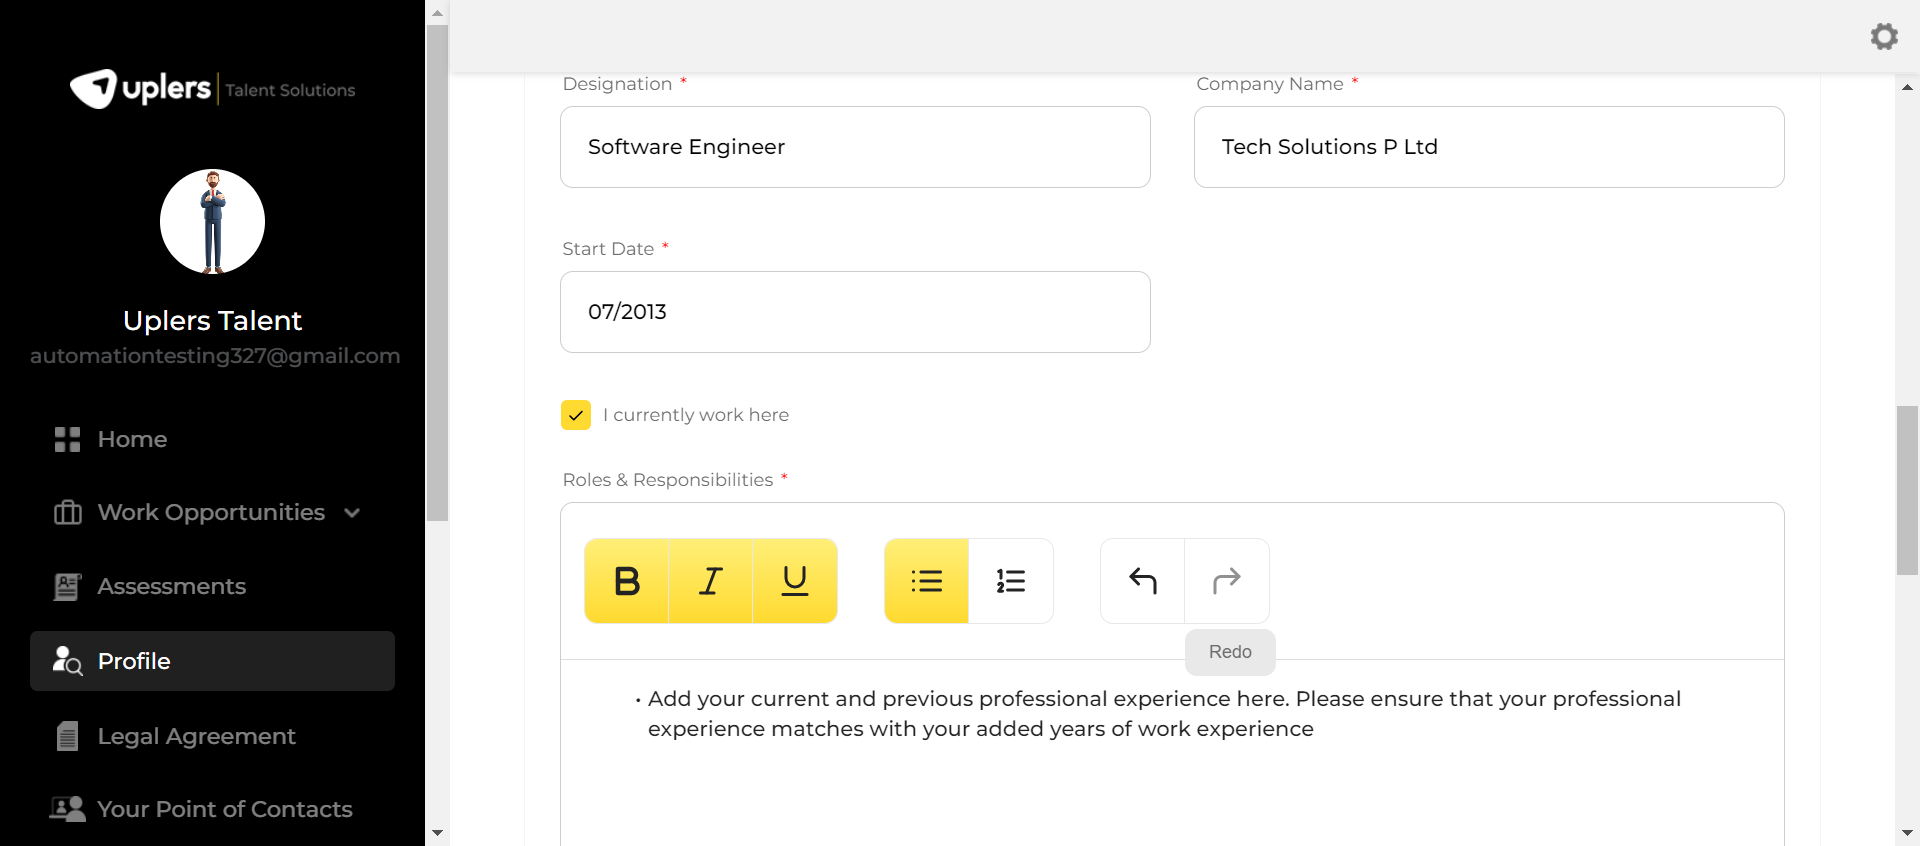 uplers Talent Solutions
Uplers Talent
automationtesting327@gmail.com
Home
Work Opportunities
Assessments
Profile
Legal Agreement
Your Point of Contacts
Designation *
Company Name *
Software Engineer
Tech Solutions P Ltd
Start Date *
07/2013
I currently work here
Roles & Responsibilities *
B I U
Redo
• Add your current and previous professional experience here. Please ensure that your professional
experience matches with your added years of work experience